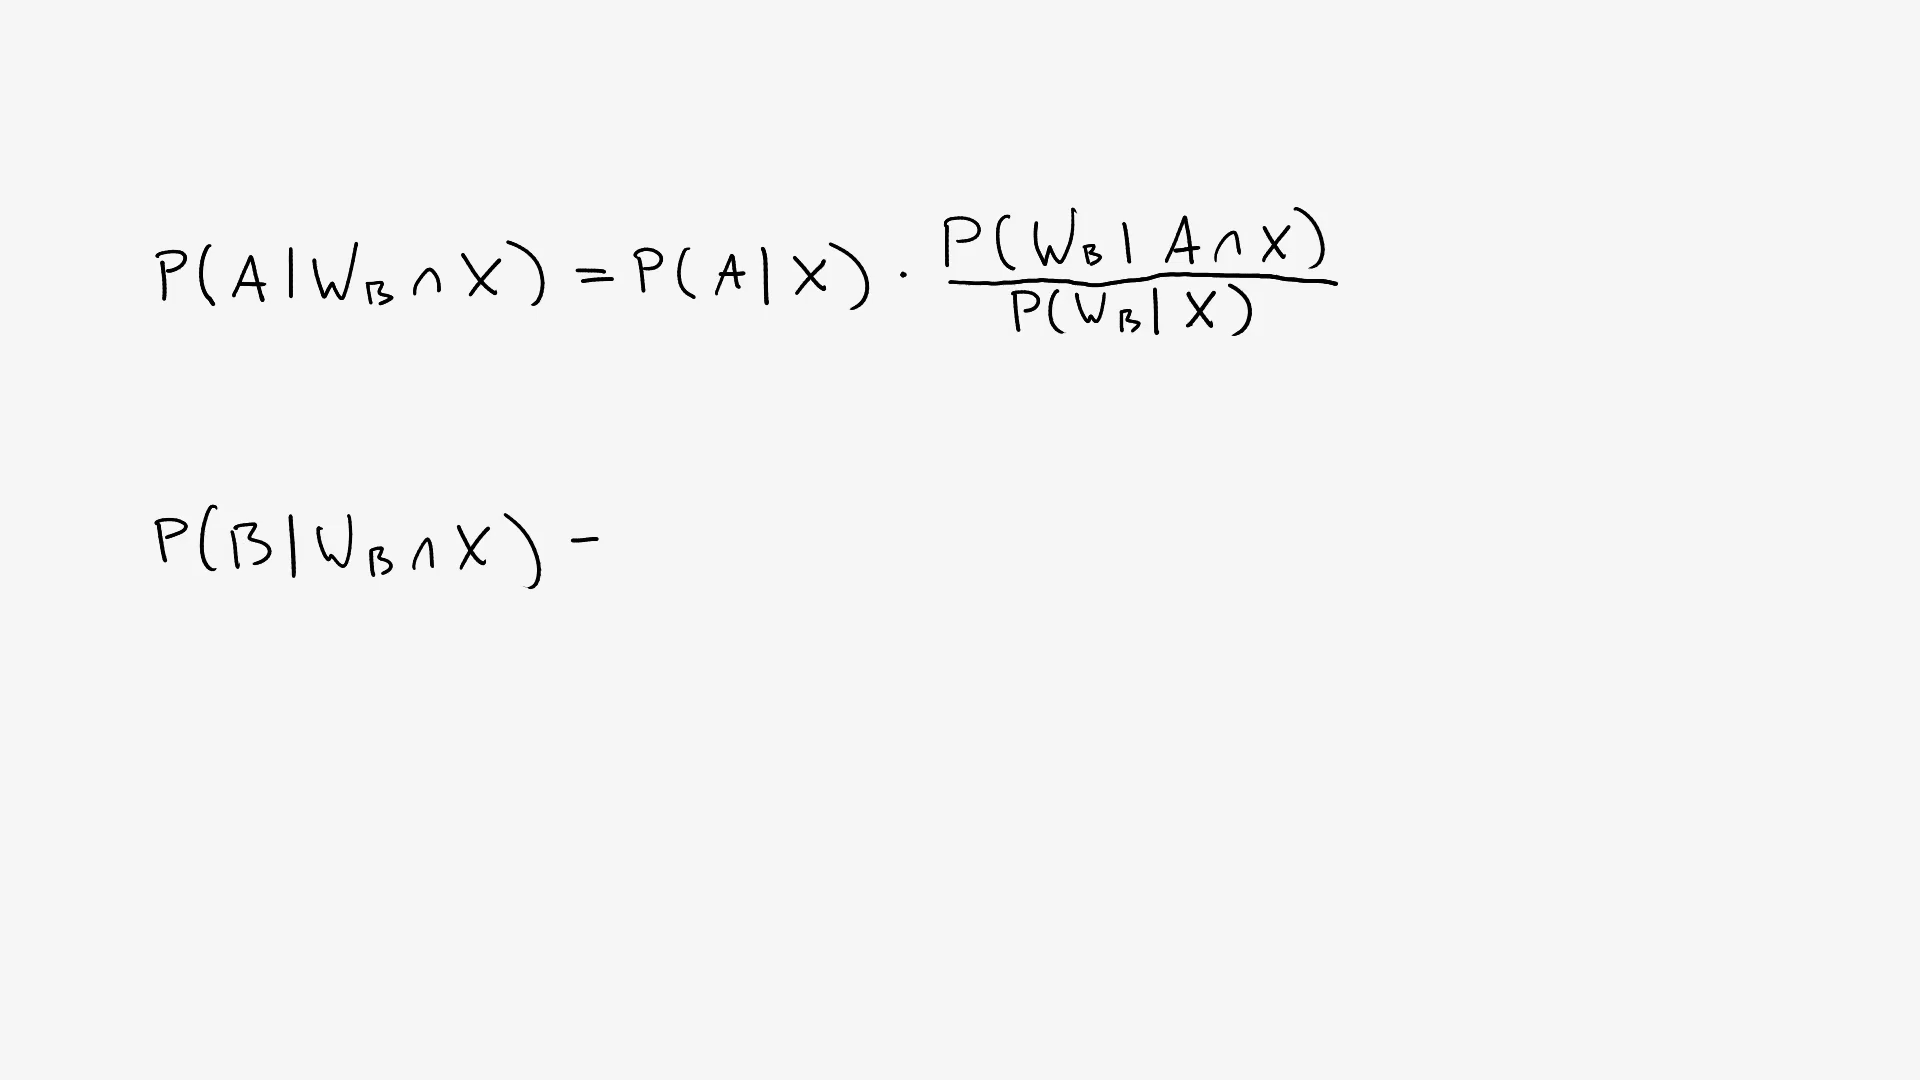 P(A|W_B ∩ X) = P(A|X) · P(W_B | A ∩ X) / P(W_B | X)
P(B|W_B ∩ X) −